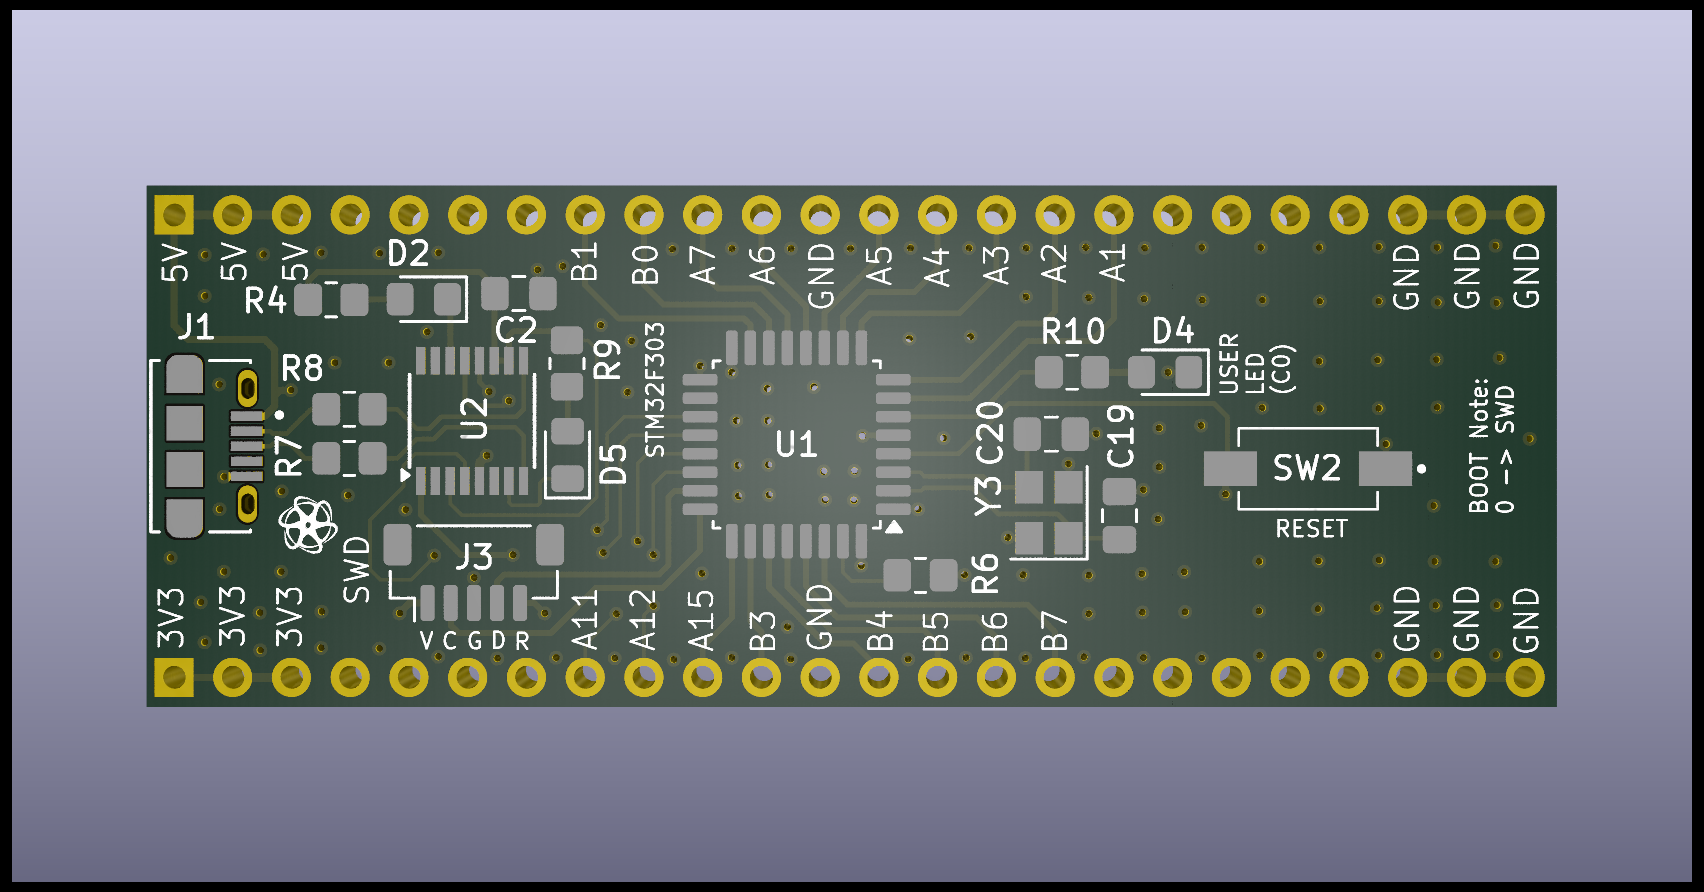 5V
5V
5V
B1
B0
A7
A6
GND
A5
A4
A3
A2
A1
GND
GND
GND
D2
R4
C2
J1
R8
R9
STM32F303
R10
D4
USER
LED
(C0)
U2
R7
D5
U1
C20
C19
Y3
SW2
RESET
BOOT Note:
0 -> SWD
SWD
J3
R6
V C G D R
3V3
3V3
3V3
A11
A12
A15
B3
GND
B4
B5
B6
B7
GND
GND
GND